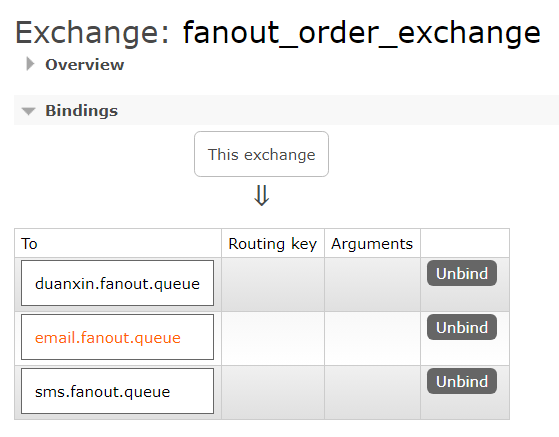 Exchange: fanout_order_exchange
Overview
Bindings
This exchange
⇓
To Routing key Arguments
duanxin.fanout.queue Unbind
email.fanout.queue Unbind
sms.fanout.queue Unbind